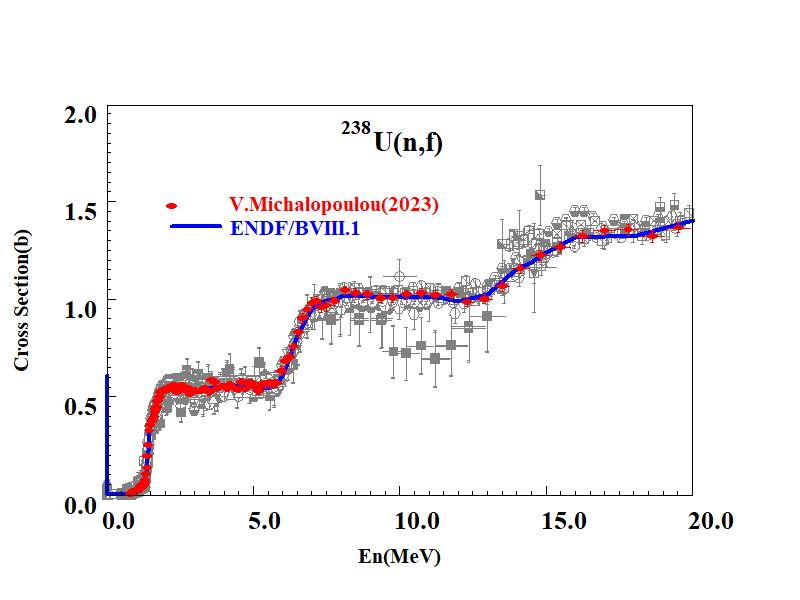 2.0
²³⁸U(n,f)
1.5
V.Michalopoulou(2023)
ENDF/BVIII.1
Cross Section(b)
1.0
0.5
0.0
0.0 5.0 10.0 15.0 20.0
En(MeV)